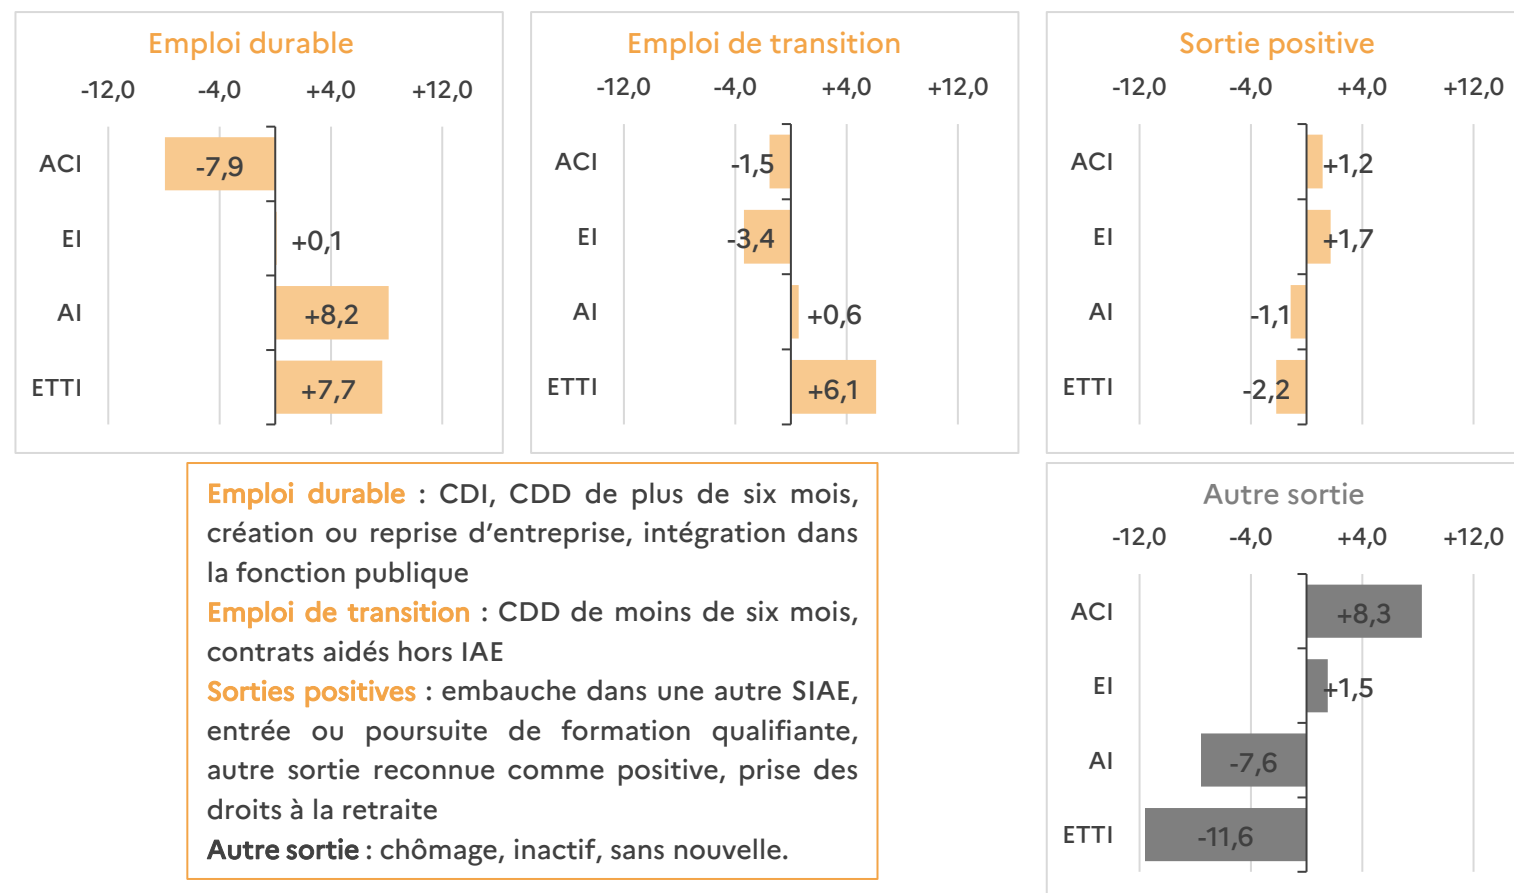 Emploi durable
-12,0 -4,0 +4,0 +12,0
ACI -7,9
EI +0,1
AI +8,2
ETTI +7,7
Emploi de transition
-12,0 -4,0 +4,0 +12,0
ACI -1,5
EI -3,4
AI +0,6
ETTI +6,1
Sortie positive
-12,0 -4,0 +4,0 +12,0
ACI +1,2
EI +1,7
AI -1,1
ETTI -2,2
Emploi durable : CDI, CDD de plus de six mois,
création ou reprise d’entreprise, intégration dans
la fonction publique
Emploi de transition : CDD de moins de six mois,
contrats aidés hors IAE
Sorties positives : embauche dans une autre SIAE,
entrée ou poursuite de formation qualifiante,
autre sortie reconnue comme positive, prise des
droits à la retraite
Autre sortie : chômage, inactif, sans nouvelle.
Autre sortie
-12,0 -4,0 +4,0 +12,0
ACI +8,3
EI +1,5
AI -7,6
ETTI -11,6